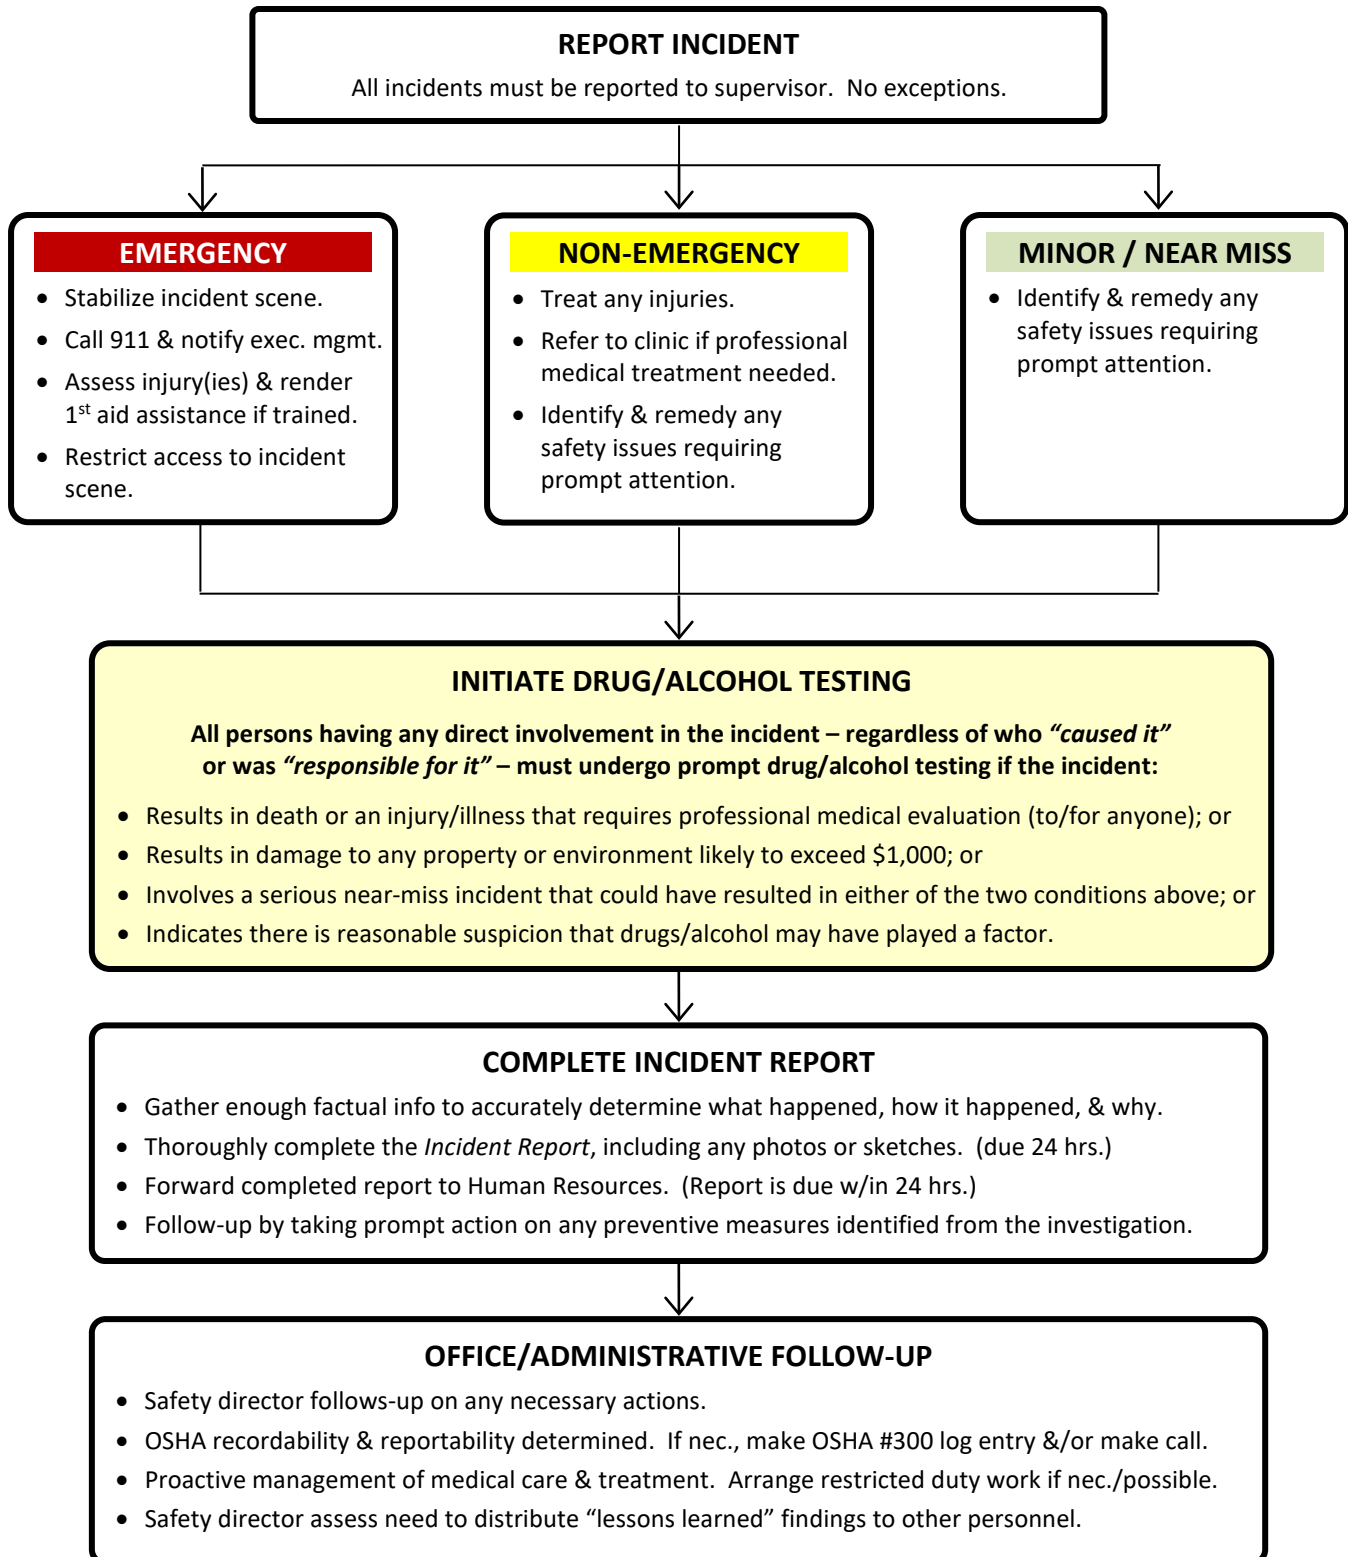 REPORT INCIDENT
All incidents must be reported to supervisor.  No exceptions.
EMERGENCY
• Stabilize incident scene.
• Call 911 & notify exec. mgmt.
• Assess injury(ies) & render
1st aid assistance if trained.
• Restrict access to incident
scene.
NON-EMERGENCY
• Treat any injuries.
• Refer to clinic if professional
medical treatment needed.
• Identify & remedy any
safety issues requiring
prompt attention.
MINOR / NEAR MISS
• Identify & remedy any
safety issues requiring
prompt attention.
INITIATE DRUG/ALCOHOL TESTING
All persons having any direct involvement in the incident – regardless of who “caused it”
or was “responsible for it” – must undergo prompt drug/alcohol testing if the incident:
• Results in death or an injury/illness that requires professional medical evaluation (to/for anyone); or
• Results in damage to any property or environment likely to exceed $1,000; or
• Involves a serious near-miss incident that could have resulted in either of the two conditions above; or
• Indicates there is reasonable suspicion that drugs/alcohol may have played a factor.
COMPLETE INCIDENT REPORT
• Gather enough factual info to accurately determine what happened, how it happened, & why.
• Thoroughly complete the Incident Report, including any photos or sketches.  (due 24 hrs.)
• Forward completed report to Human Resources.  (Report is due w/in 24 hrs.)
• Follow-up by taking prompt action on any preventive measures identified from the investigation.
OFFICE/ADMINISTRATIVE FOLLOW-UP
• Safety director follows-up on any necessary actions.
• OSHA recordability & reportability determined.  If nec., make OSHA #300 log entry &/or make call.
• Proactive management of medical care & treatment.  Arrange restricted duty work if nec./possible.
• Safety director assess need to distribute “lessons learned” findings to other personnel.